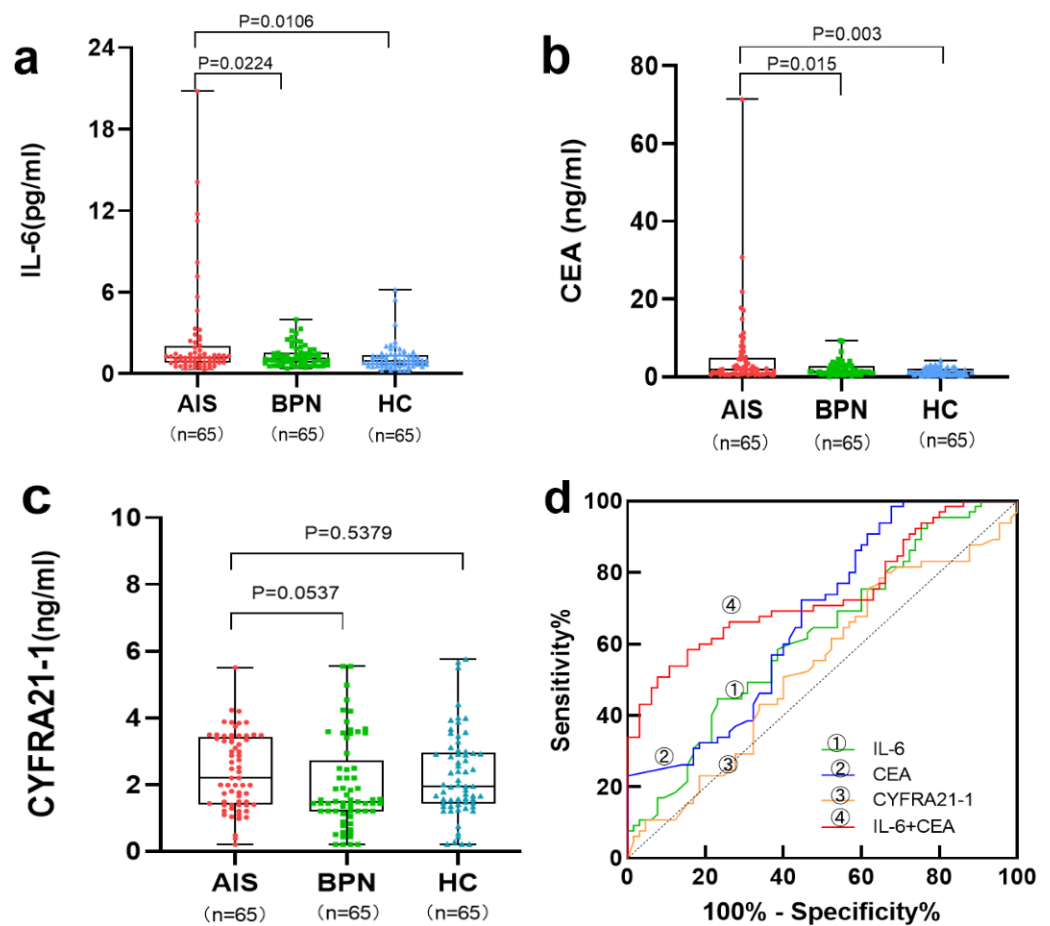 a
P=0.0106
P=0.0224
IL-6(pg/ml)
24
18
12
6
0
AIS
BPN
HC
(n=65)
(n=65)
(n=65)
b
P=0.003
P=0.015
CEA (ng/ml)
80
60
40
20
0
AIS
BPN
HC
(n=65)
(n=65)
(n=65)
c
P=0.5379
P=0.0537
CYFRA21-1(ng/ml)
10
8
6
4
2
0
AIS
BPN
HC
(n=65)
(n=65)
(n=65)
d
Sensitivity%
100
80
60
40
20
0
④
①
②
③
① IL-6
② CEA
③ CYFRA21-1
④ IL-6+CEA
0 20 40 60 80 100
100% - Specificity%